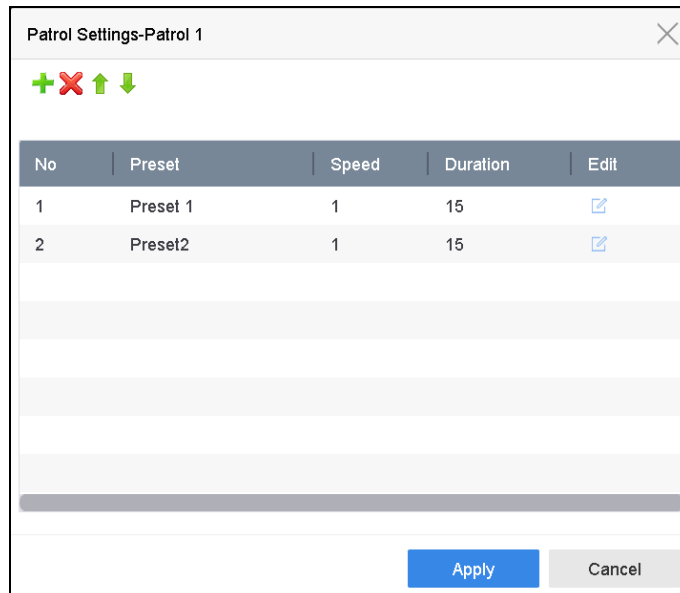 Patrol Settings-Patrol 1
No Preset Speed Duration Edit
1 Preset 1 1 15
2 Preset2 1 15
Apply Cancel